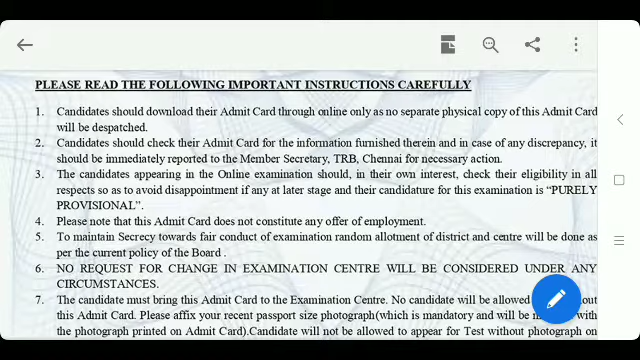 PLEASE READ THE FOLLOWING IMPORTANT INSTRUCTIONS CAREFULLY
1. Candidates should download their Admit Card through online only as no separate physical copy of this Admit Card
will be despatched.
2. Candidates should check their Admit Card for the information furnished therein and in case of any discrepancy, it
should be immediately reported to the Member Secretary, TRB, Chennai for necessary action.
3. The candidates appearing in the Online examination should, in their own interest, check their eligibility in all
respects so as to avoid disappointment if any at later stage and their candidature for this examination is “PURELY
PROVISIONAL”.
4. Please note that this Admit Card does not constitute any offer of employment.
5. To maintain Secrecy towards fair conduct of examination random allotment of district and centre will be done as
per the current policy of the Board .
6. NO REQUEST FOR CHANGE IN EXAMINATION CENTRE WILL BE CONSIDERED UNDER ANY
CIRCUMSTANCES.
7. The candidate must bring this Admit Card to the Examination Centre. No candidate will be allowed
this Admit Card. Please affix your recent passport size photograph(which is mandatory and will be with
the photograph printed on Admit Card).Candidate will not be allowed to appear for Test without photograph on